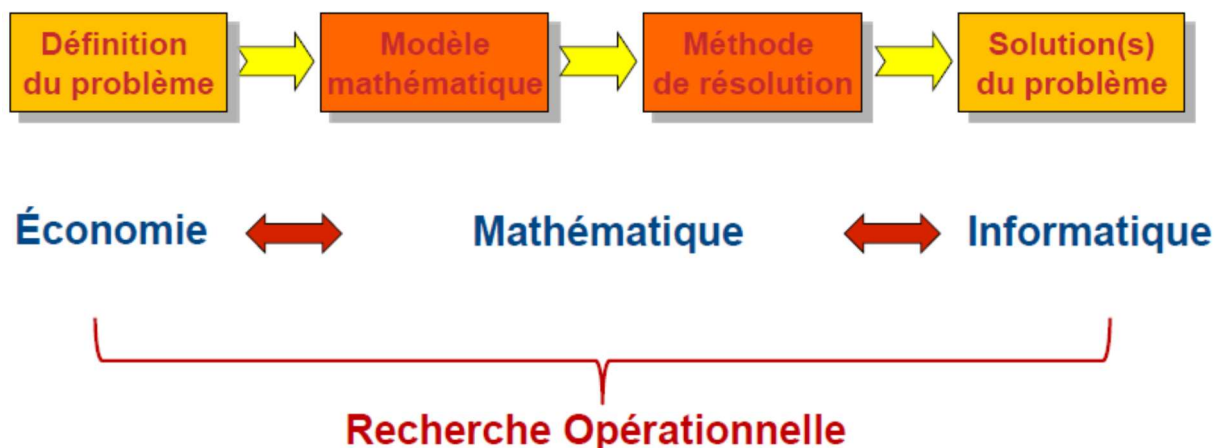 Définition
du problème
Modèle
mathématique
Méthode
de résolution
Solution(s)
du problème
Économie
Mathématique
Informatique
Recherche Opérationnelle